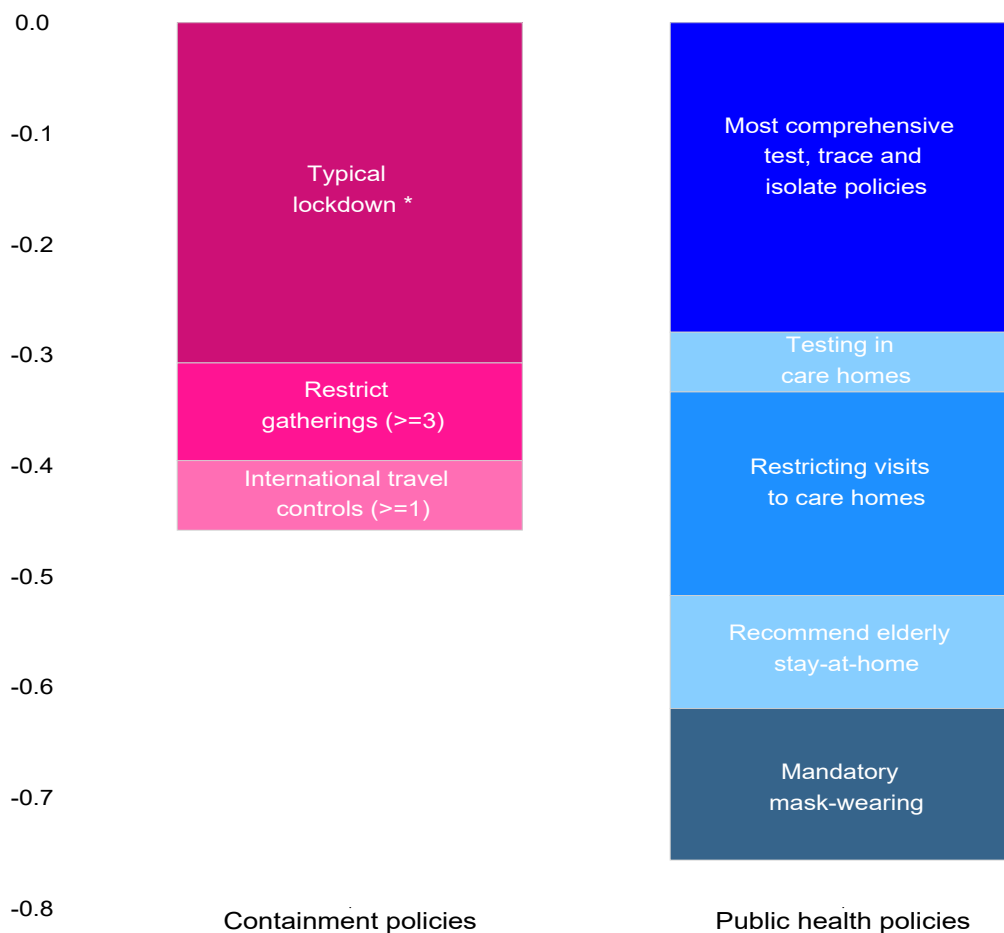 0.0
-0.1
-0.2
-0.3
-0.4
-0.5
-0.6
-0.7
-0.8
Typical
lockdown *
Restrict
gatherings (>=3)
International travel
controls (>=1)
Most comprehensive
test, trace and
isolate policies
Testing in
care homes
Restricting visits
to care homes
Recommend elderly
stay-at-home
Mandatory
mask-wearing
Containment policies
Public health policies